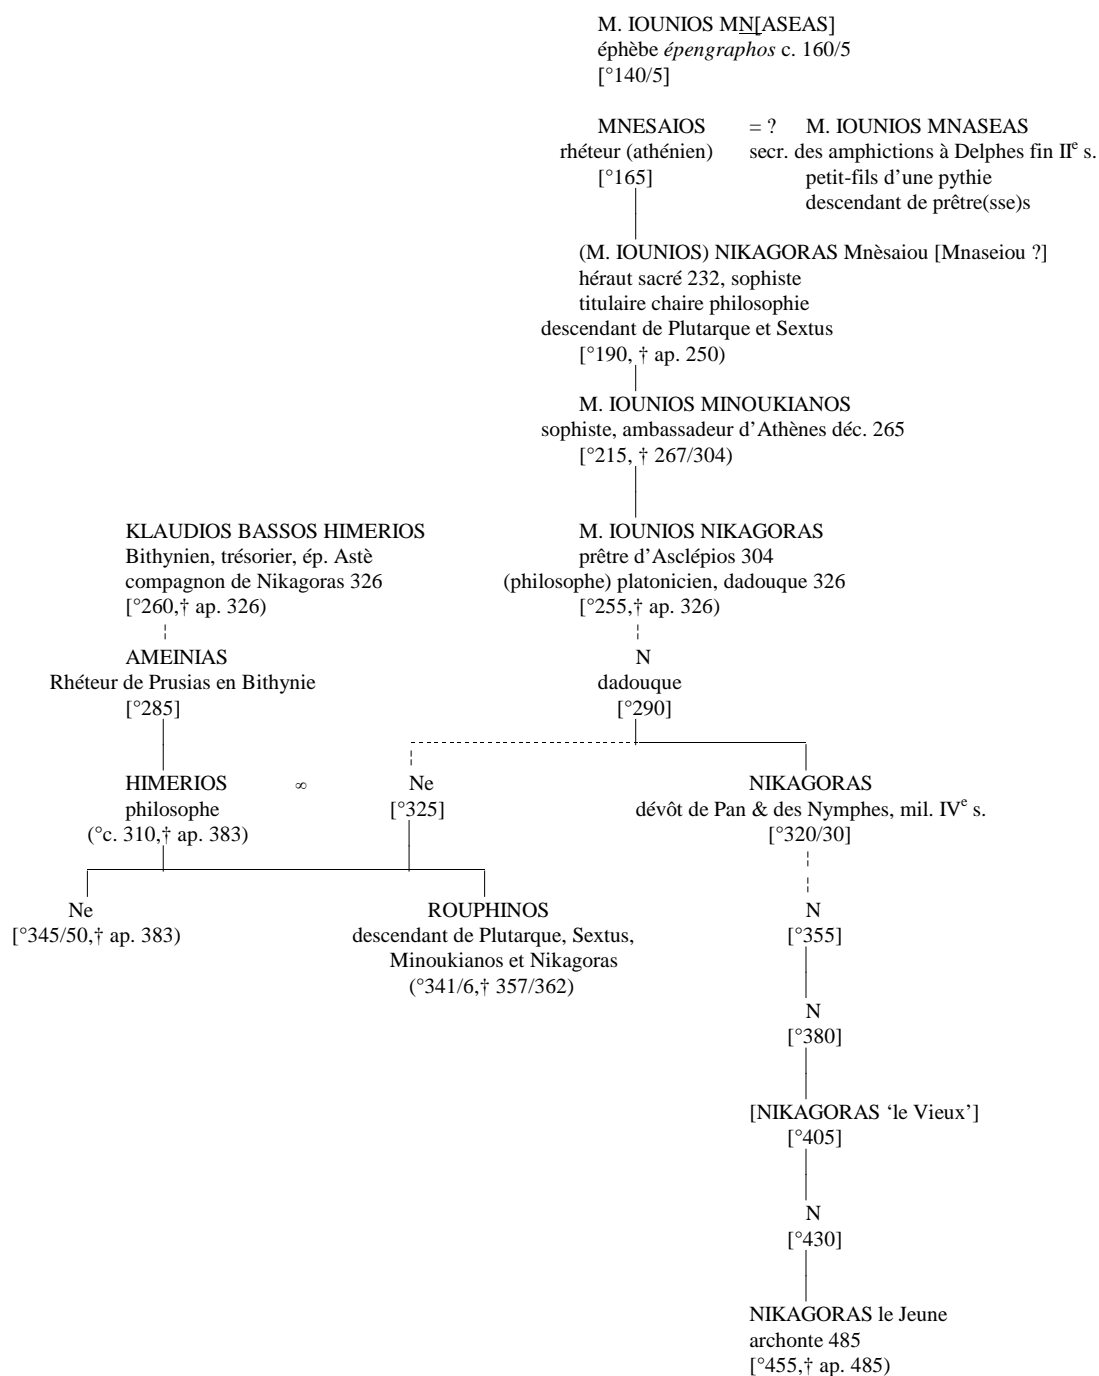 M. IOUNIOS MN[ASEAS]
éphèbe épengraphos c. 160/5
[°140/5]
MNESAIOS = ? M. IOUNIOS MNASEAS
rhéteur (athénien) secr. des amphictions à Delphes fin IIe s.
[°165] petit-fils d'une pythie
descendant de prêtre(sse)s
(M. IOUNIOS) NIKAGORAS Mnèsaiou [Mnaseiou ?]
héraut sacré 232, sophiste
titulaire chaire philosophie
descendant de Plutarque et Sextus
[°190, † ap. 250)
M. IOUNIOS MINOUKIANOS
sophiste, ambassadeur d'Athènes déc. 265
[°215, † 267/304)
KLAUDIOS BASSOS HIMERIOS M. IOUNIOS NIKAGORAS
Bithynien, trésorier, ép. Astè prêtre d'Asclépios 304
compagnon de Nikagoras 326 (philosophe) platonicien, dadouque 326
[°260,† ap. 326) [°255,† ap. 326)
AMEINIAS N
Rhéteur de Prusias en Bithynie dadouque
[°285] [°290]
HIMERIOS ∞ Ne NIKAGORAS
philosophe [°325] dévôt de Pan & des Nymphes, mil. IVe s.
(°c. 310,† ap. 383) [°320/30]
Ne ROUPHINOS N
[°345/50,† ap. 383) descendant de Plutarque, Sextus, [°355]
Minoukianos et Nikagoras
(°341/6,† 357/362)
N
[°380]
[NIKAGORAS ‘le Vieux’]
[°405]
N
[°430]
NIKAGORAS le Jeune
archonte 485
[°455,† ap. 485)